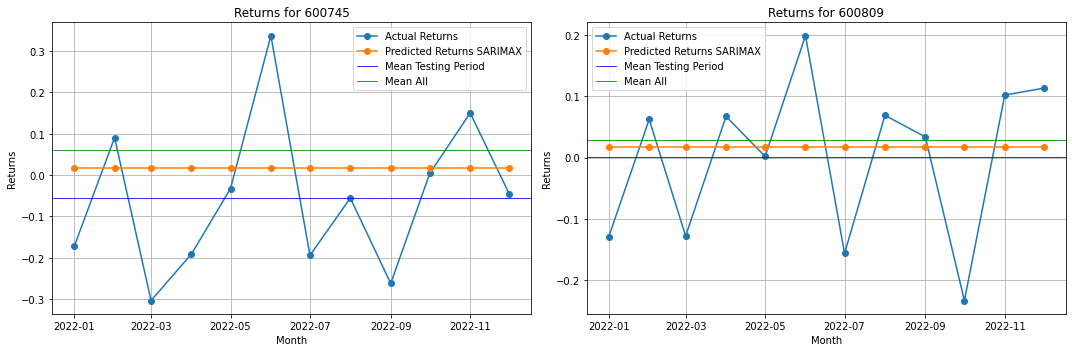 Returns for 600745
Actual Returns
Predicted Returns SARIMAX
Mean Testing Period
Mean All
0.3
0.2
0.1
0.0
−0.1
−0.2
−0.3
Returns
2022-01
2022-03
2022-05
2022-07
2022-09
2022-11
Month
Returns for 600809
Actual Returns
Predicted Returns SARIMAX
Mean Testing Period
Mean All
0.2
0.1
0.0
−0.1
−0.2
Returns
2022-01
2022-03
2022-05
2022-07
2022-09
2022-11
Month